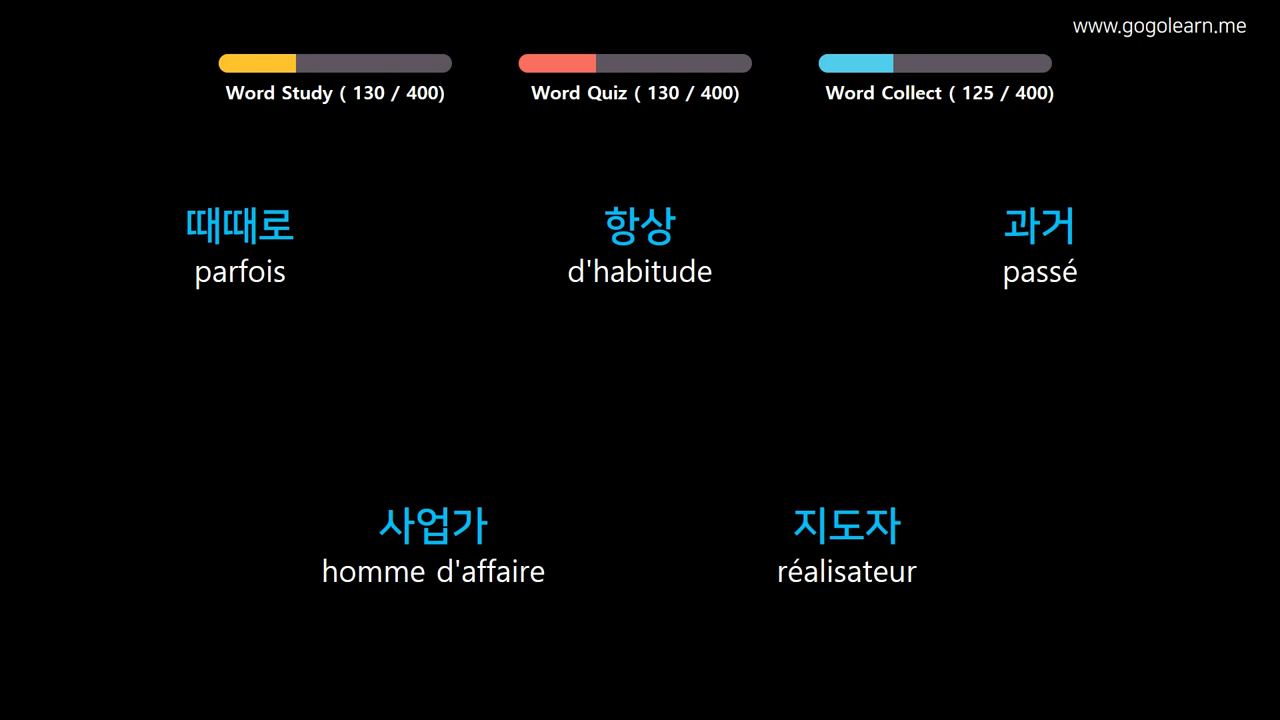 www.gogolearn.me
Word Study ( 130 / 400)
Word Quiz ( 130 / 400)
Word Collect ( 125 / 400)
때때로
parfois
항상
d'habitude
과거
passé
사업가
homme d'affaire
지도자
réalisateur